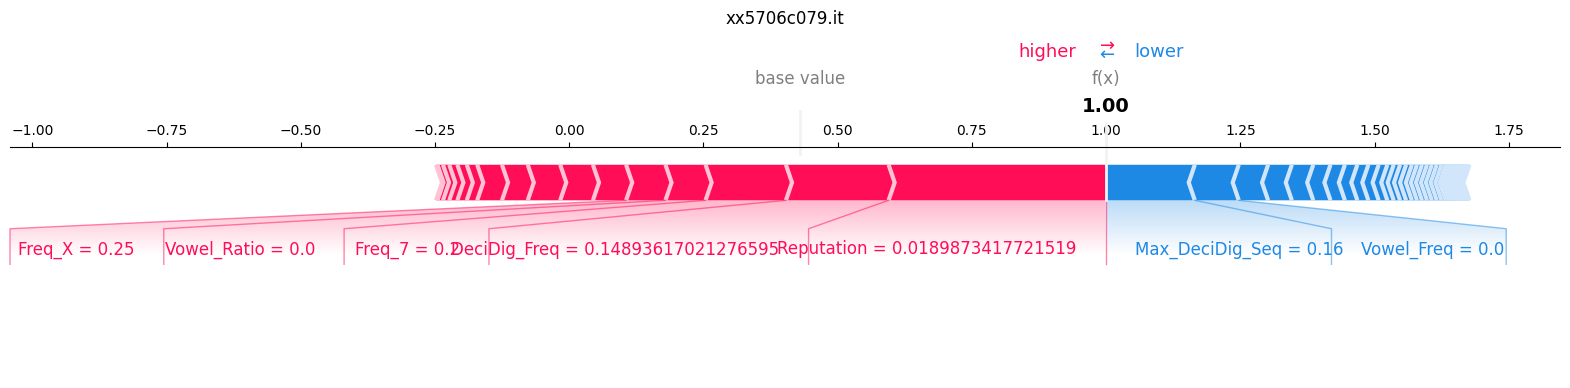 xx5706c079.it
higher ⇄ lower
base value f(x)
1.00
−1.00 −0.75 −0.50 −0.25 0.00 0.25 0.50 0.75 1.00 1.25 1.50 1.75
Freq_X = 0.25 Vowel_Ratio = 0.0 Freq_7 = 0.2 DeciDig_Freq = 0.14893617021276595 Reputation = 0.0189873417721519 Max_DeciDig_Seq = 0.16 Vowel_Freq = 0.0